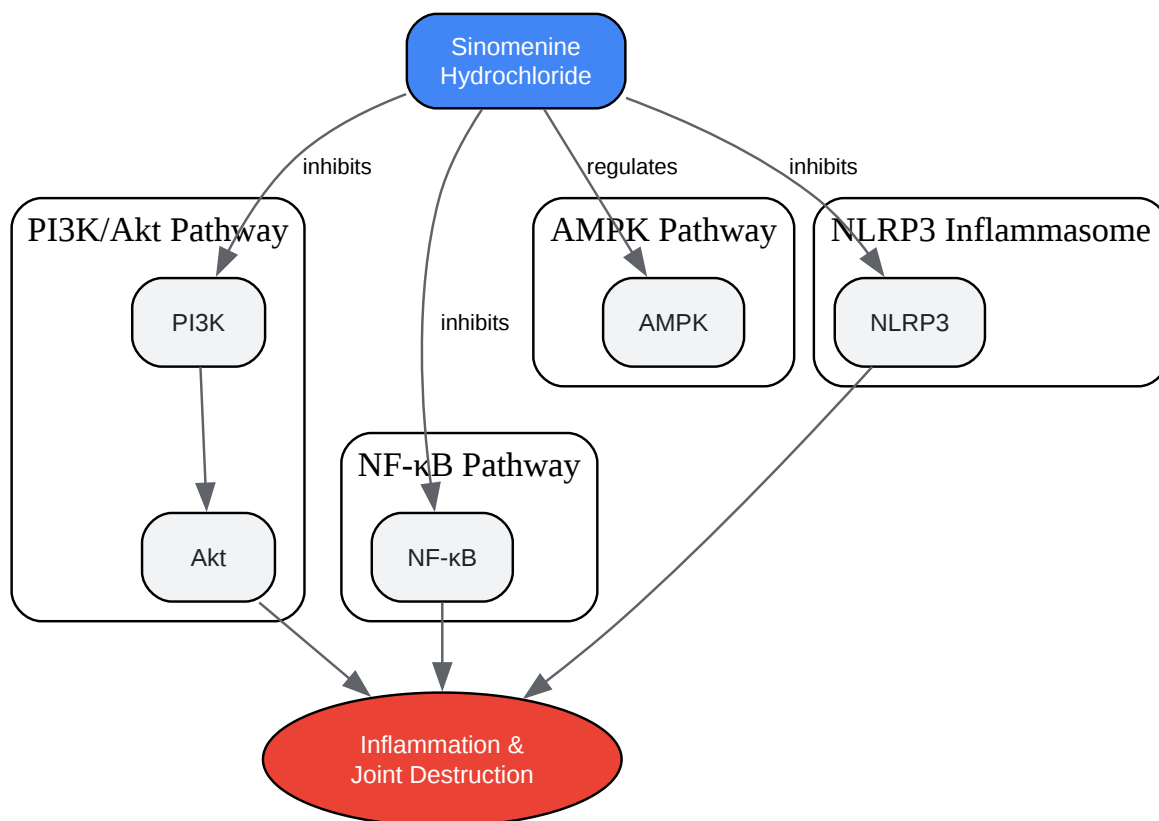 Sinomenine
Hydrochloride
inhibits
regulates
inhibits
PI3K/Akt Pathway
AMPK Pathway
NLRP3 Inflammasome
PI3K
inhibits
AMPK
NLRP3
NF-κB Pathway
Akt
NF-κB
Inflammation &
Joint Destruction